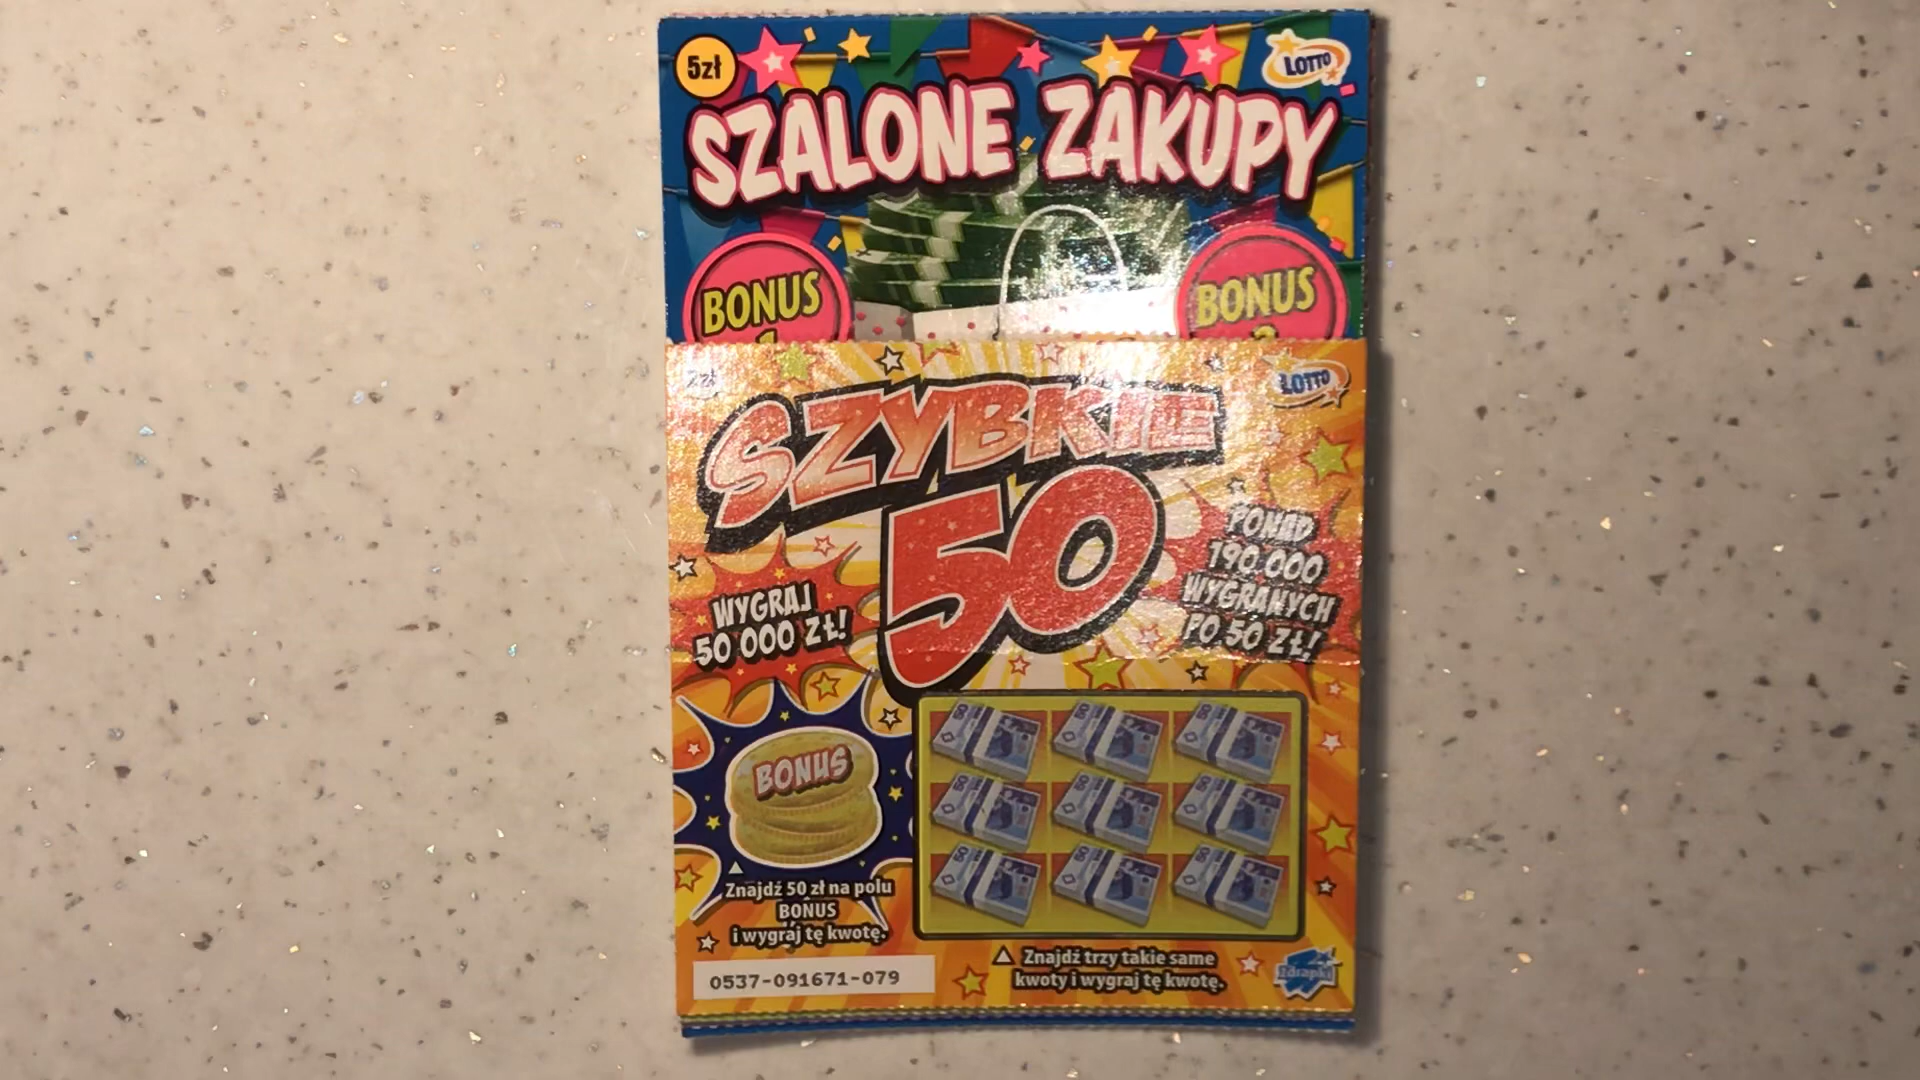 5zł
LOTTO
SZALONE ZAKUPY
BONUS
1
BONUS
2zł
LOTTO
SZYBKIE
50
WYGRAJ
50 000 ZŁ!
PONAD
190.000
WYGRANYCH
PO 50 ZŁ!
BONUS
Znajdź 50 zł na polu
BONUS
i wygraj tę kwotę.
0537-091671-079
Znajdź trzy takie same
kwoty i wygraj tę kwotę.
Zdrapki